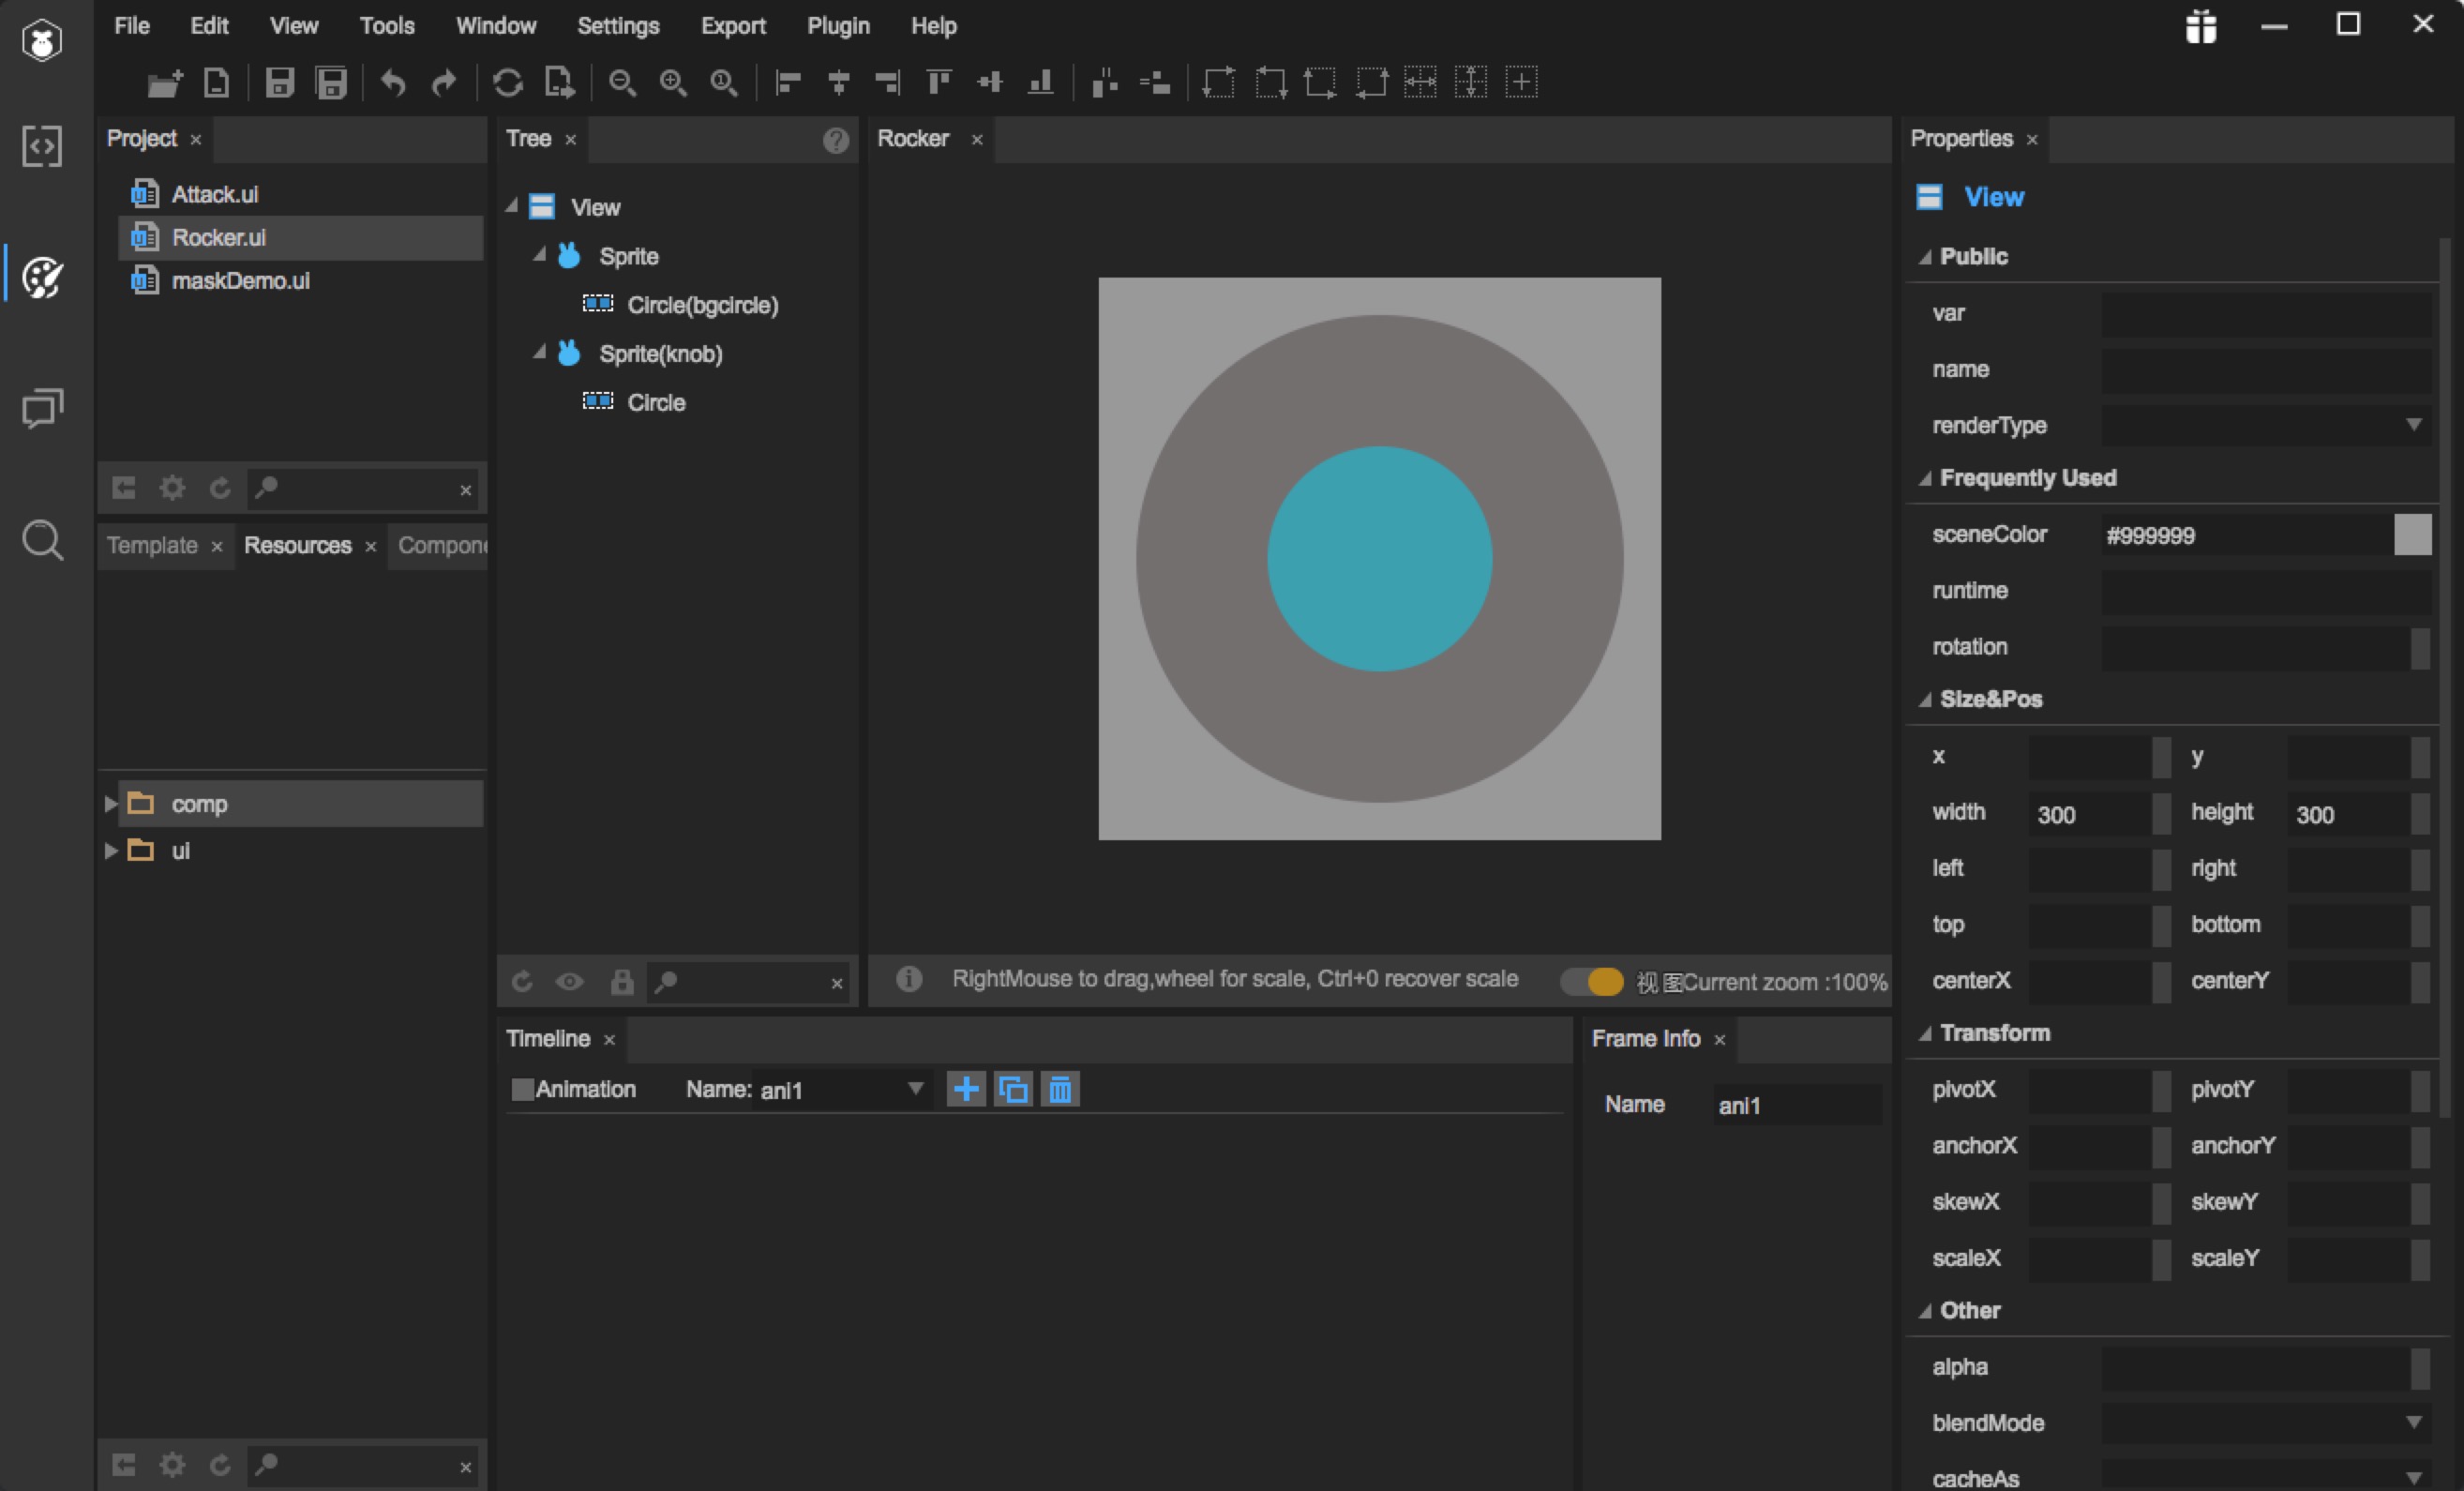 File Edit View Tools Window Settings Export Plugin Help
Project ×
Attack.ui
Rocker.ui
maskDemo.ui
Template × Resources × Compone
comp
ui
Tree ×
View
Sprite
Circle(bgcircle)
Sprite(knob)
Circle
Rocker ×
RightMouse to drag,wheel for scale, Ctrl+0 recover scale
视图Current zoom :100%
Timeline ×
Animation Name: ani1
Frame Info ×
Name ani1
Properties ×
View
Public
var
name
renderType
Frequently Used
sceneColor #999999
runtime
rotation
Size&Pos
x y
width 300 height 300
left right
top bottom
centerX centerY
Transform
pivotX pivotY
anchorX anchorY
skewX skewY
scaleX scaleY
Other
alpha
blendMode
cacheAs